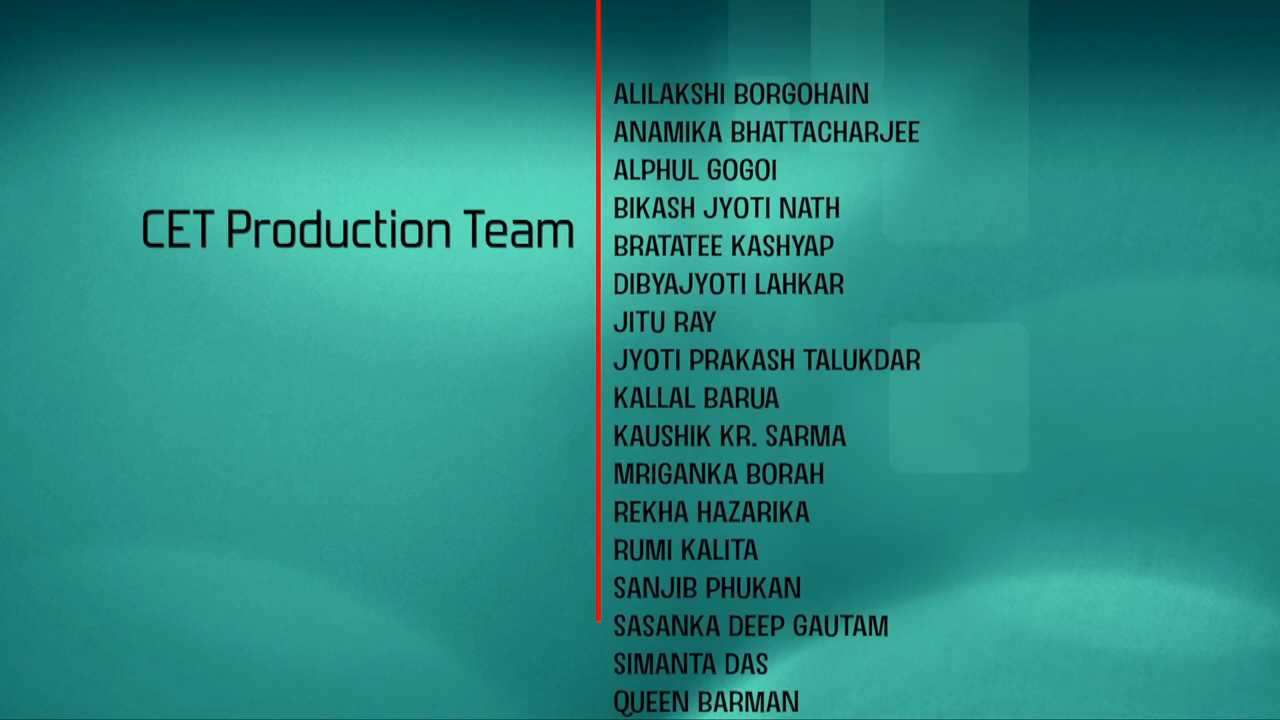 CET Production Team
ALILAKSHI BORGOHAIN
ANAMIKA BHATTACHARJEE
ALPHUL GOGOI
BIKASH JYOTI NATH
BRATATEE KASHYAP
DIBYAJYOTI LAHKAR
JITU RAY
JYOTI PRAKASH TALUKDAR
KALLAL BARUA
KAUSHIK KR. SARMA
MRIGANKA BORAH
REKHA HAZARIKA
RUMI KALITA
SANJIB PHUKAN
SASANKA DEEP GAUTAM
SIMANTA DAS
QUEEN BARMAN